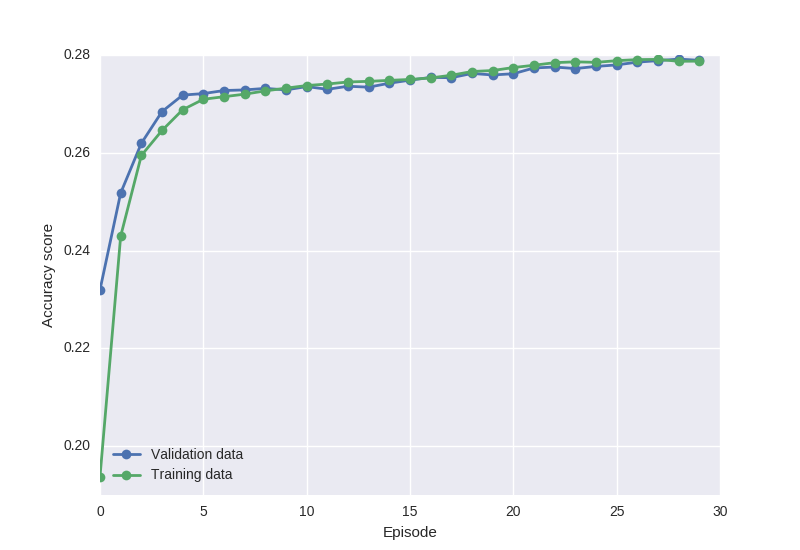 0.28
0.26
0.24
0.22
0.20
Accuracy score
Validation data
Training data
0 5 10 15 20 25 30
Episode